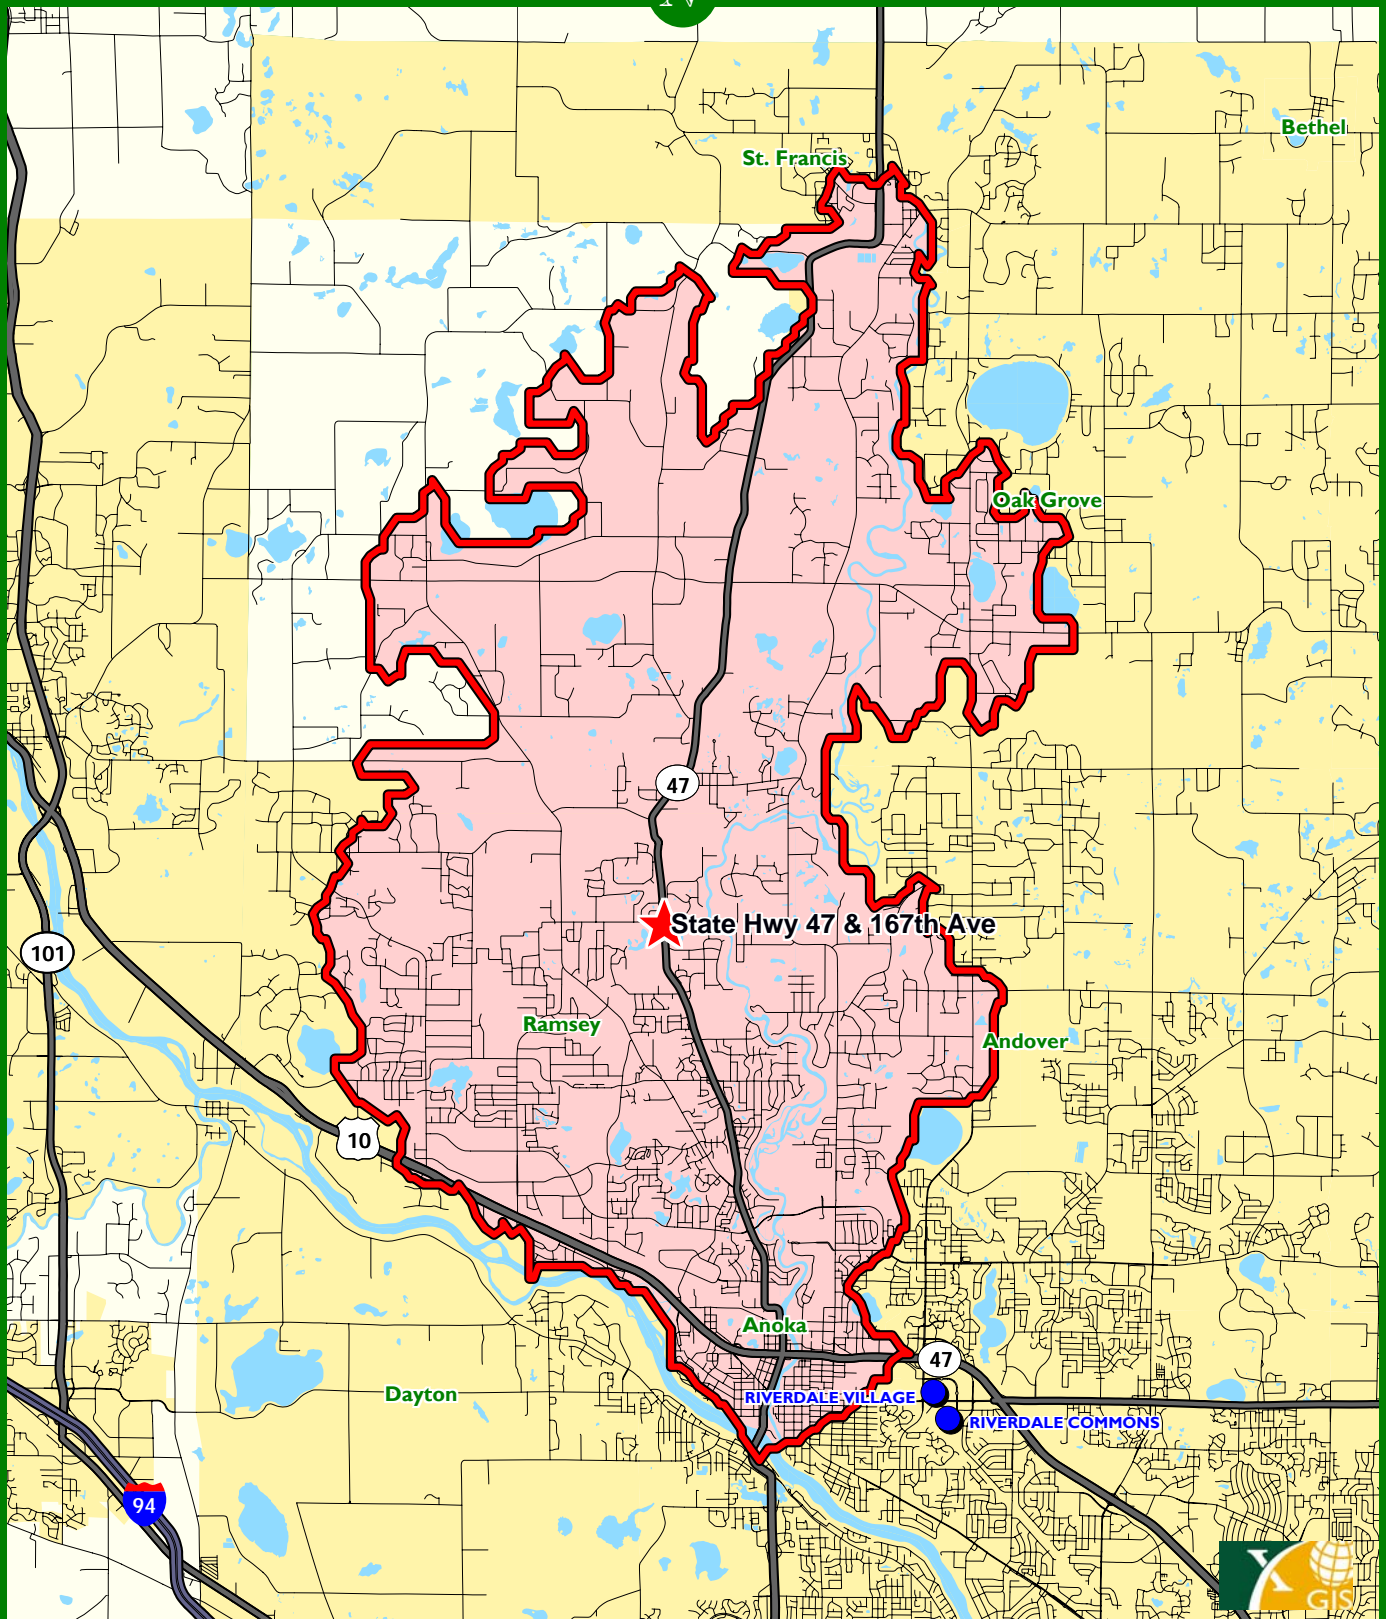 Bethel
St. Francis
Oak Grove
47
State Hwy 47 & 167th Ave
101
Ramsey
Andover
10
Anoka
47
Dayton
RIVERDALE VILLAGE
RIVERDALE COMMONS
94
X
GIS